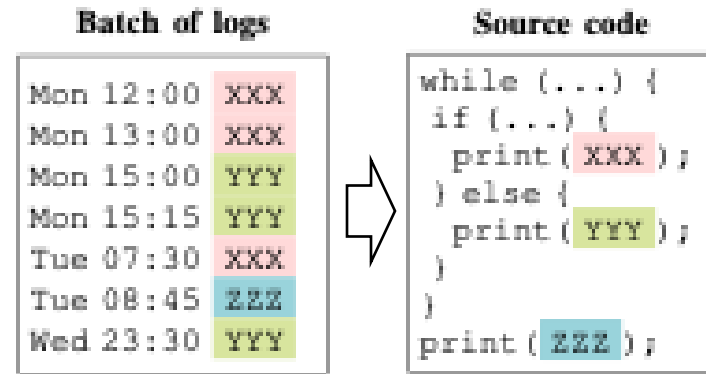 Batch of logs
Mon 12:00 XXX
Mon 13:00 XXX
Mon 15:00 YYY
Mon 15:15 YYY
Tue 07:30 XXX
Tue 08:45 ZZZ
Wed 23:30 YYY
Source code
while (...) {
if (...) {
print( XXX );
} else {
print( YYY );
}
}
print( ZZZ );